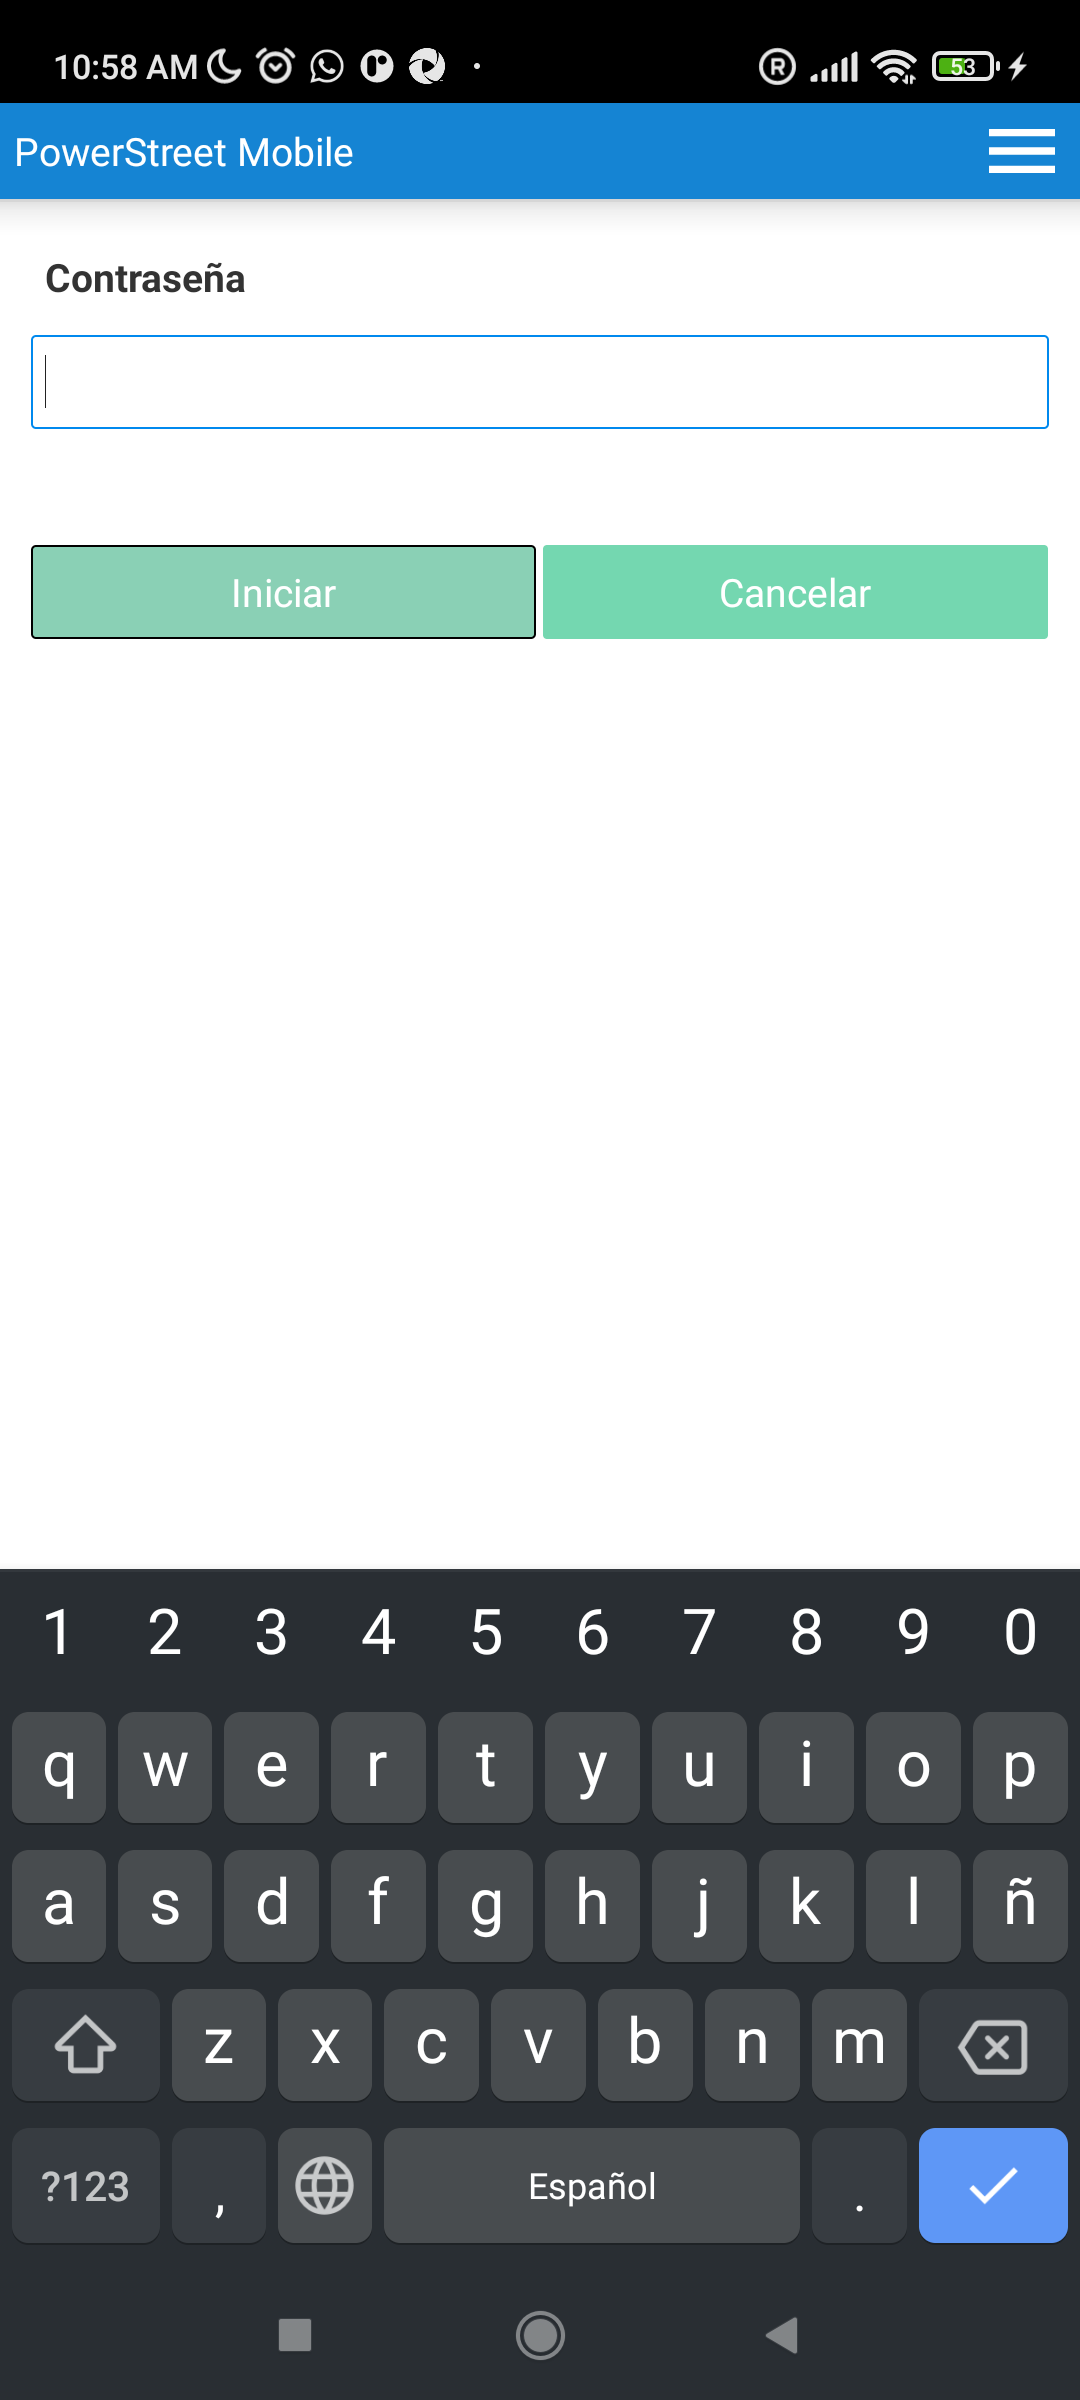 10:58 AM
53
PowerStreet Mobile
Contraseña
Iniciar Cancelar
1 2 3 4 5 6 7 8 9 0
q w e r t y u i o p
a s d f g h j k l ñ
z x c v b n m
?123 , Español .